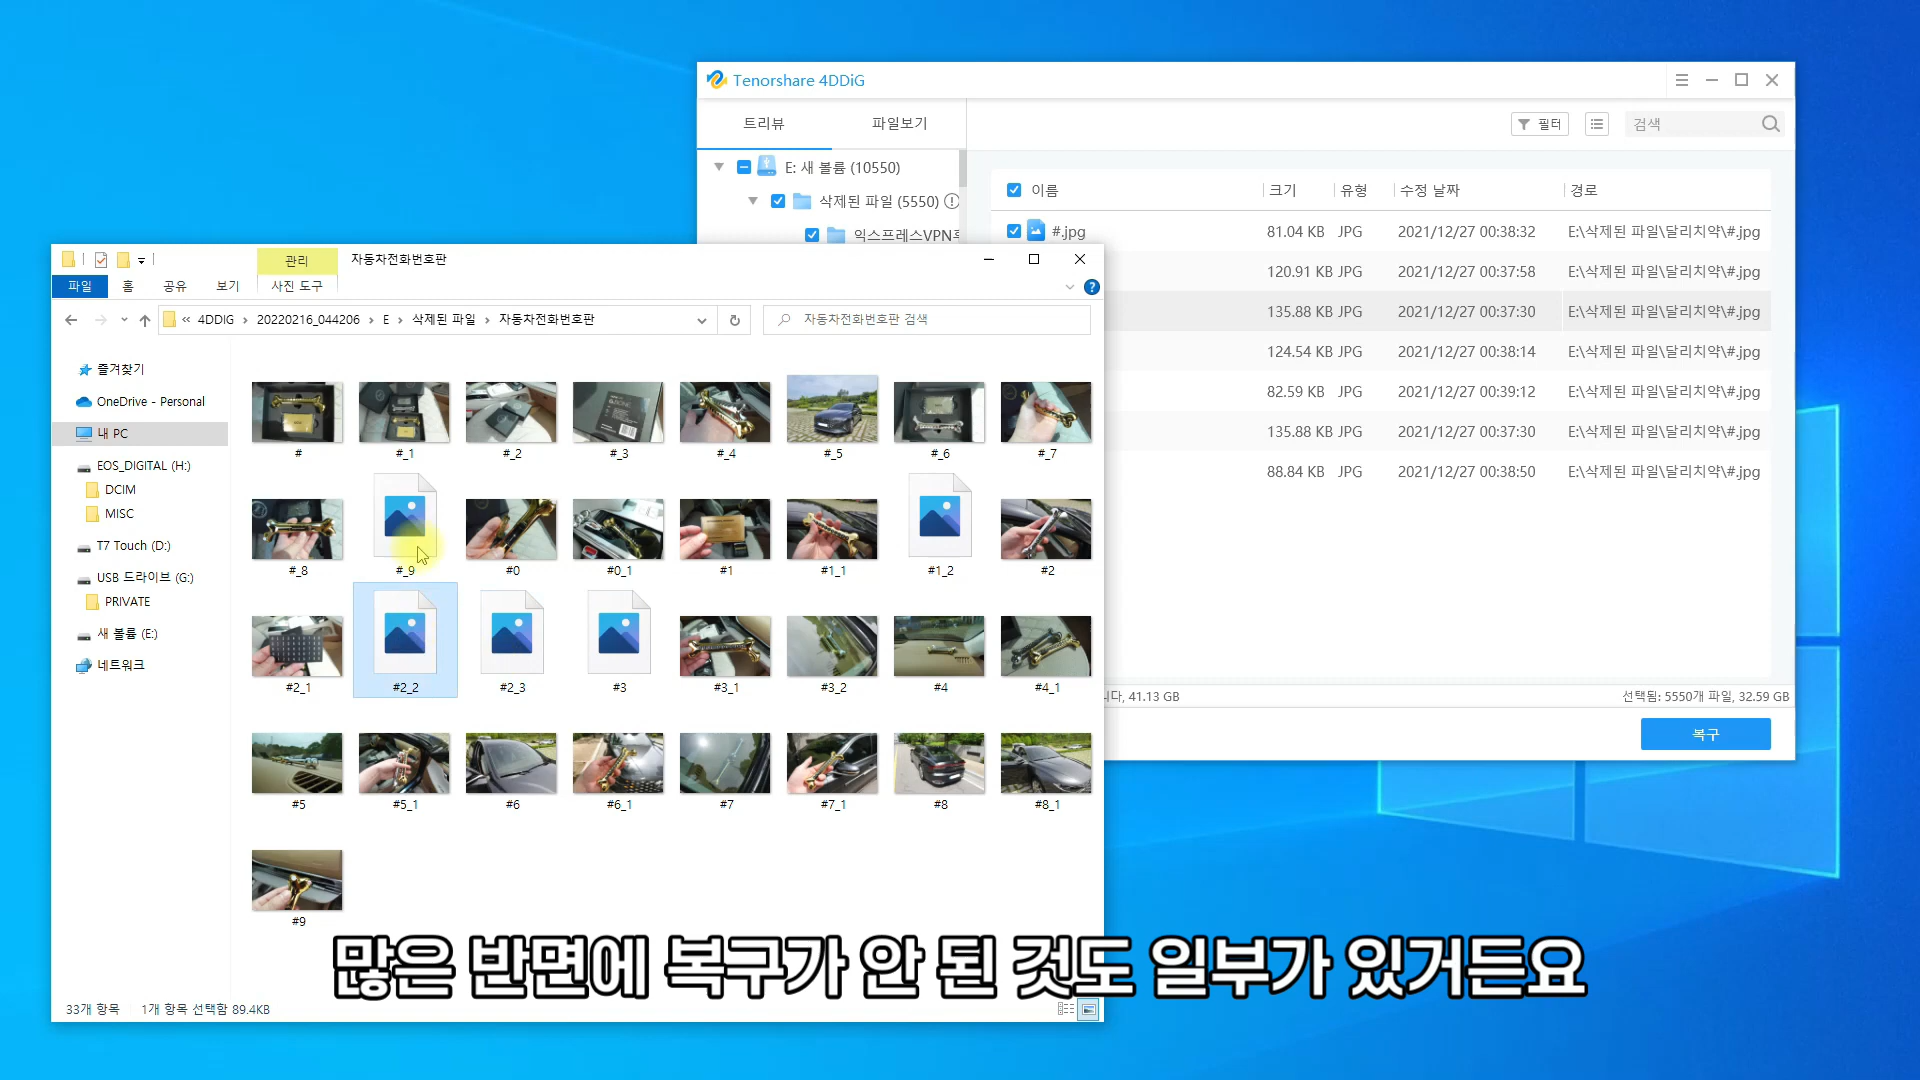 Tenorshare 4DDiG
트리뷰
파일보기
필터
검색
E: 새 볼륨 (10550)
삭제된 파일 (5550)
익스프레스VPN
이름
크기
유형
수정 날짜
경로
#.jpg
81.04 KB
JPG
2021/12/27 00:38:32
E:\삭제된 파일\달리치약\#.jpg
120.91 KB
JPG
2021/12/27 00:37:58
E:\삭제된 파일\달리치약\#.jpg
135.88 KB
JPG
2021/12/27 00:37:30
E:\삭제된 파일\달리치약\#.jpg
124.54 KB
JPG
2021/12/27 00:38:14
E:\삭제된 파일\달리치약\#.jpg
82.59 KB
JPG
2021/12/27 00:39:12
E:\삭제된 파일\달리치약\#.jpg
135.88 KB
JPG
2021/12/27 00:37:30
E:\삭제된 파일\달리치약\#.jpg
88.84 KB
JPG
2021/12/27 00:38:50
E:\삭제된 파일\달리치약\#.jpg
니다, 41.13 GB
선택됨: 5550개 파일, 32.59 GB
복구
관리
자동차전화번호판
파일
홈
공유
보기
사진 도구
« 4DDIG › 20220216_044206 › E › 삭제된 파일 › 자동차전화번호판
자동차전화번호판 검색
즐겨찾기
OneDrive - Personal
내 PC
EOS_DIGITAL (H:)
DCIM
MISC
T7 Touch (D:)
USB 드라이브 (G:)
PRIVATE
새 볼륨 (E:)
네트워크
#
#_1
#_2
#_3
#_4
#_5
#_6
#_7
#_8
#_9
#0
#0_1
#1
#1_1
#1_2
#2
#2_1
#2_2
#2_3
#3
#3_1
#3_2
#4
#4_1
#5
#5_1
#6
#6_1
#7
#7_1
#8
#8_1
#9
많은 반면에 복구가 안 된 것도 일부가 있거든요
33개 항목
1개 항목 선택함 89.4KB